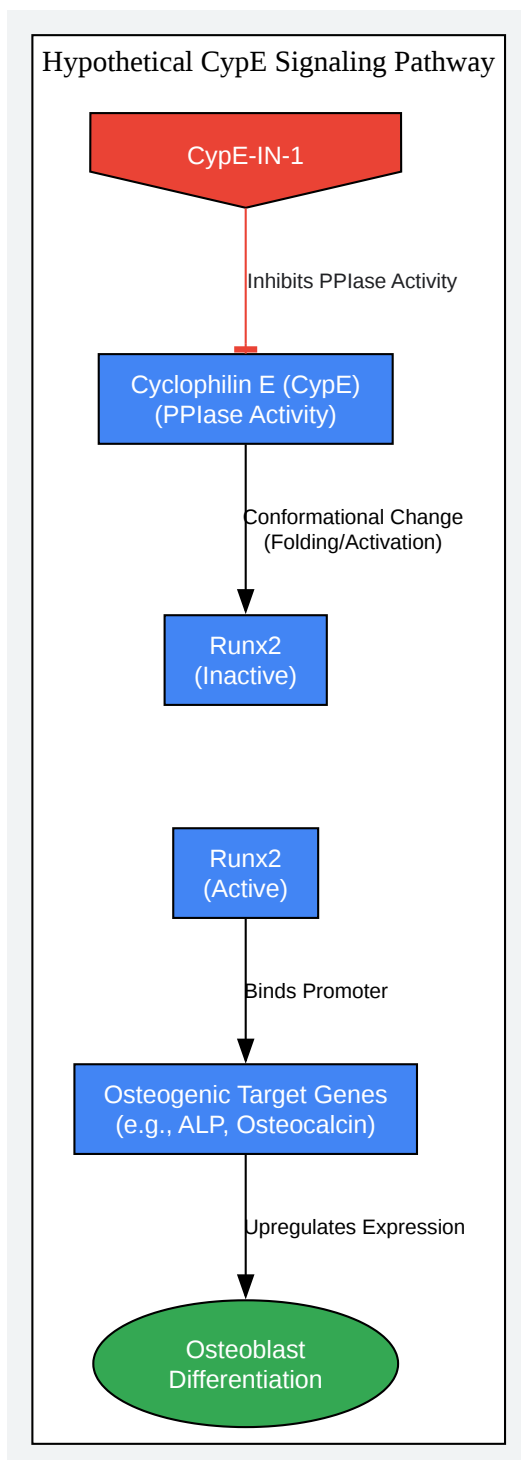 Hypothetical CypE Signaling Pathway
CypE-IN-1
Inhibits PPIase Activity
Cyclophilin E (CypE)
(PPIase Activity)
Conformational Change
(Folding/Activation)
Runx2
(Inactive)
Runx2
(Active)
Binds Promoter
Osteogenic Target Genes
(e.g., ALP, Osteocalcin)
Upregulates Expression
Osteoblast
Differentiation